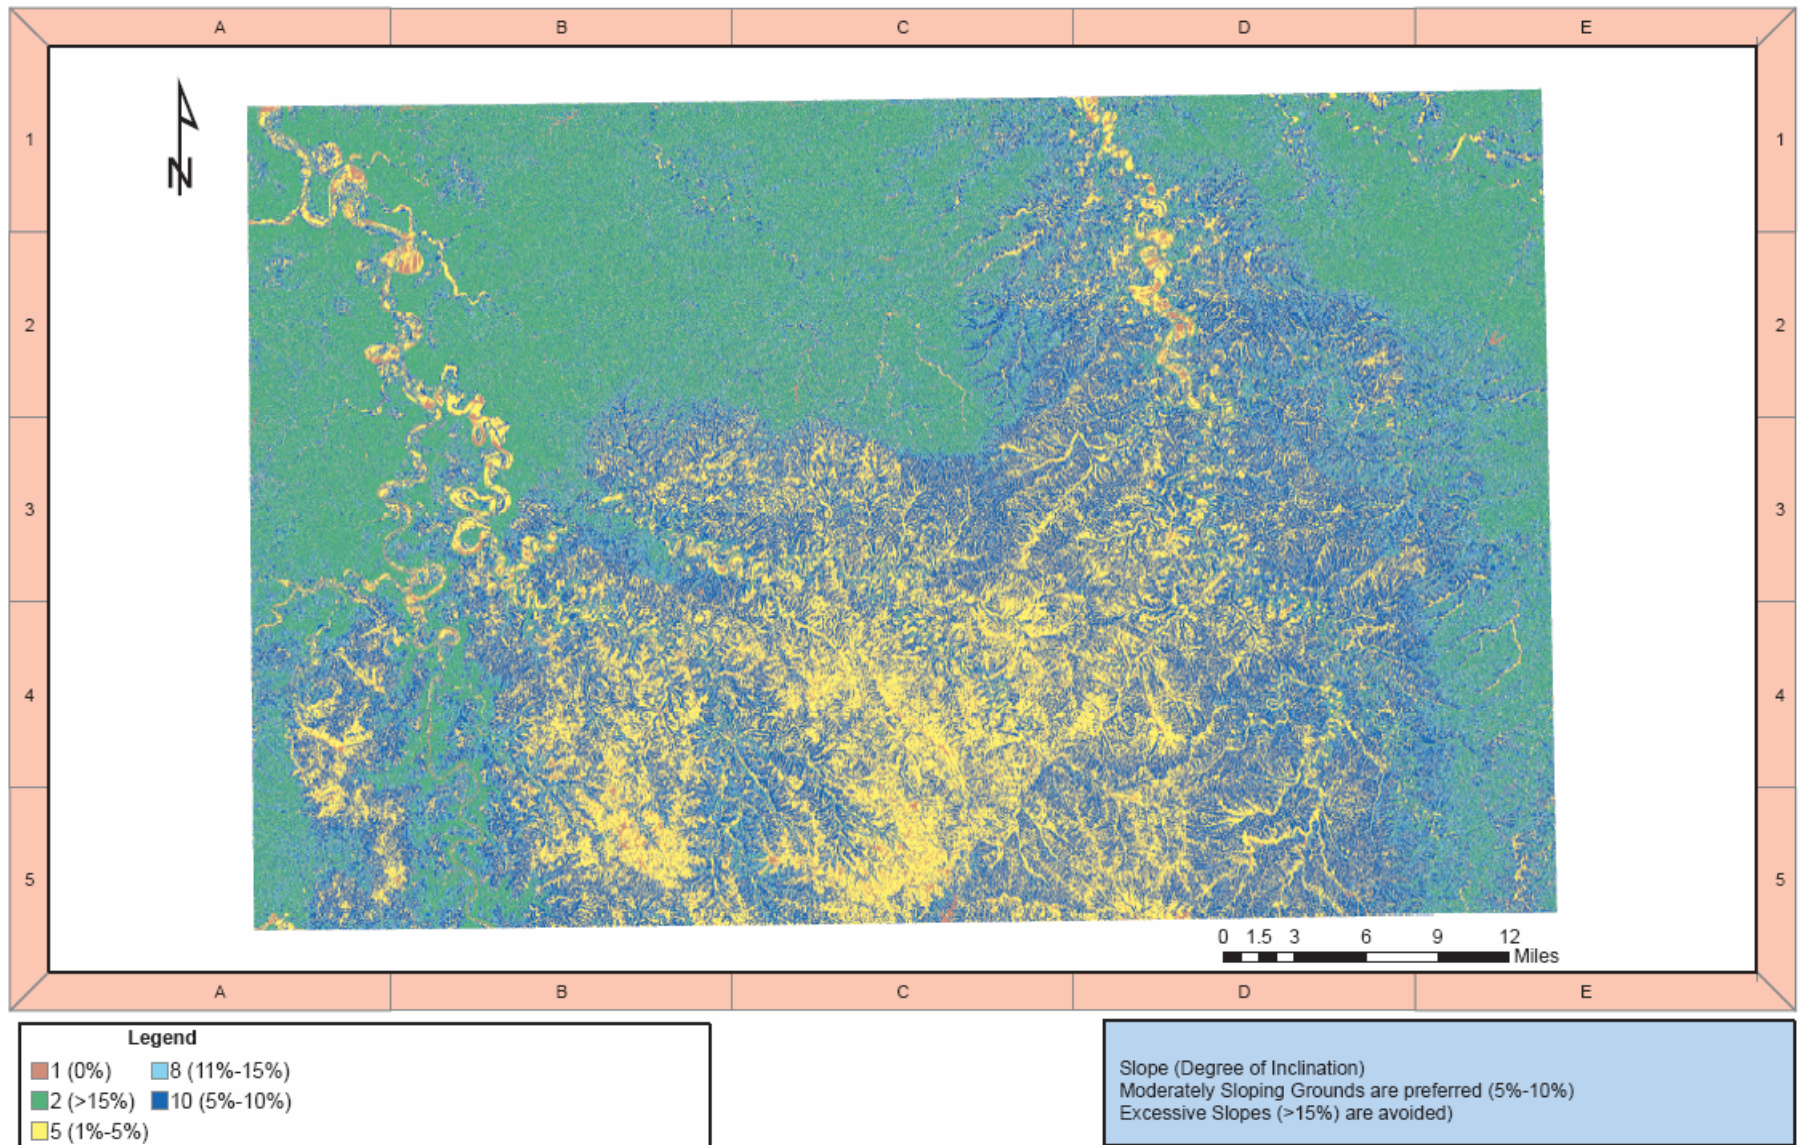 A B C D E
N
1 1
2 2
3 3
4 4
5 5
0 1.5 3 6 9 12
Miles
A B C D E
Legend
1 (0%) 8 (11%-15%)
2 (>15%) 10 (5%-10%)
5 (1%-5%)
Slope (Degree of Inclination)
Moderately Sloping Grounds are preferred (5%-10%)
Excessive Slopes (>15%) are avoided)